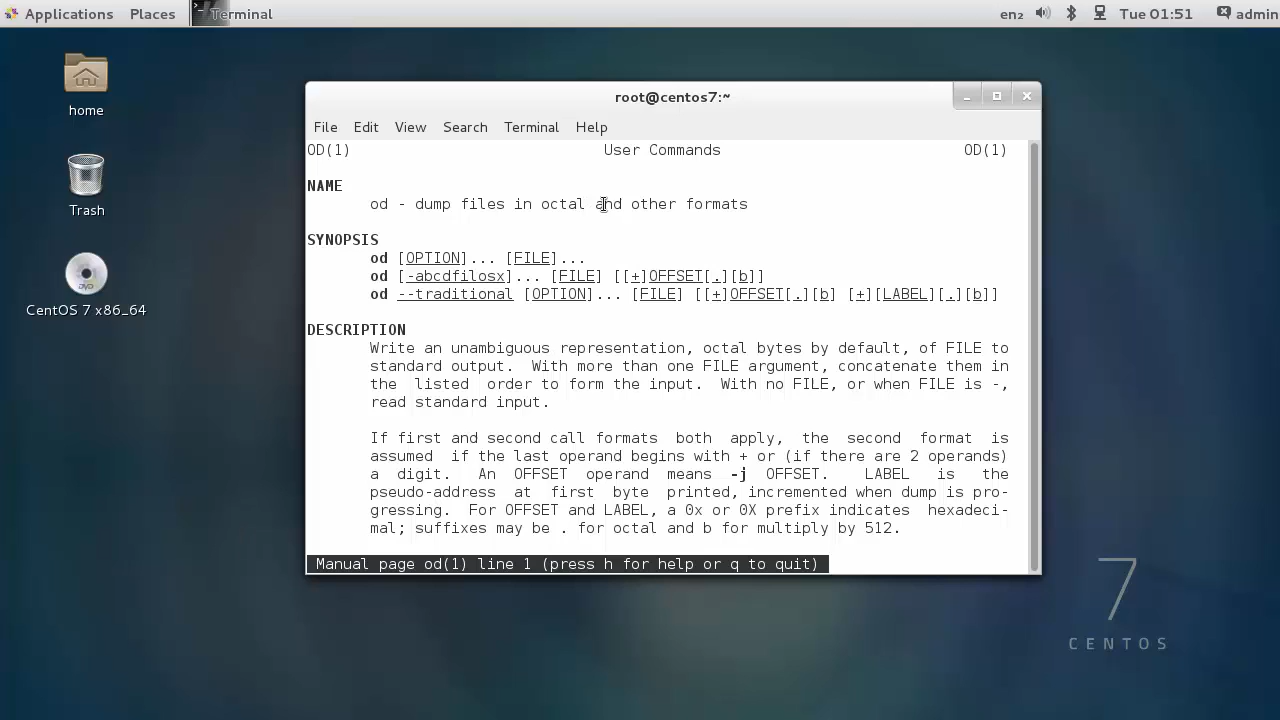 Applications Places Terminal en₂ Tue 01:51 admin
home
Trash
CentOS 7 x86_64
root@centos7:~
File Edit View Search Terminal Help
OD(1) User Commands OD(1)
NAME
od - dump files in octal and other formats
SYNOPSIS
od [OPTION]... [FILE]...
od [-abcdfilosx]... [FILE] [[+]OFFSET[.][b]]
od --traditional [OPTION]... [FILE] [[+]OFFSET[.][b] [+][LABEL][.][b]]
DESCRIPTION
Write an unambiguous representation, octal bytes by default, of FILE to
standard output. With more than one FILE argument, concatenate them in
the listed order to form the input. With no FILE, or when FILE is -,
read standard input.
If first and second call formats both apply, the second format is
assumed if the last operand begins with + or (if there are 2 operands)
a digit. An OFFSET operand means -j OFFSET. LABEL is the
pseudo-address at first byte printed, incremented when dump is pro-
gressing. For OFFSET and LABEL, a 0x or 0X prefix indicates hexadeci-
mal; suffixes may be . for octal and b for multiply by 512.
Manual page od(1) line 1 (press h for help or q to quit)
7
CENTOS